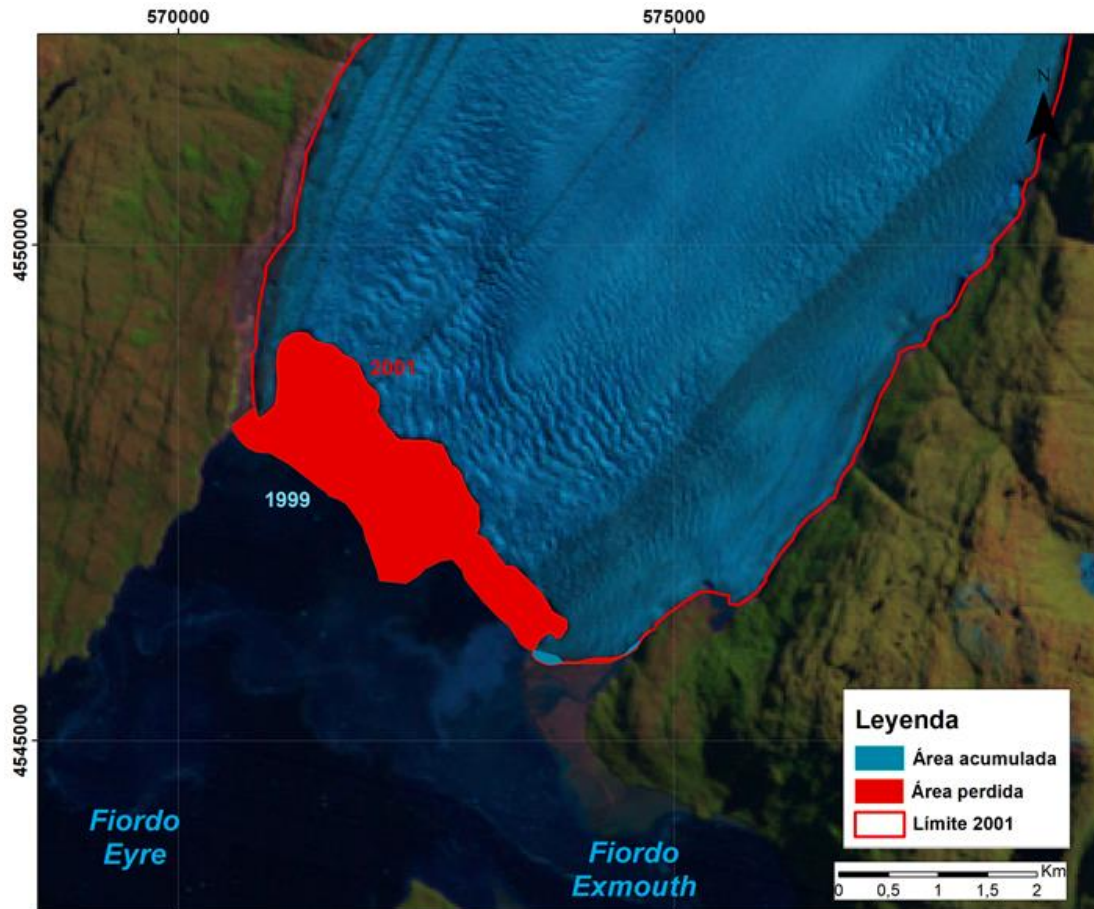 570000
575000
N
4550000
2001
1999
4545000
Fiordo
Eyre
Fiordo
Exmouth
Leyenda
Área acumulada
Área perdida
Límite 2001
Km
0 0,5 1 1,5 2